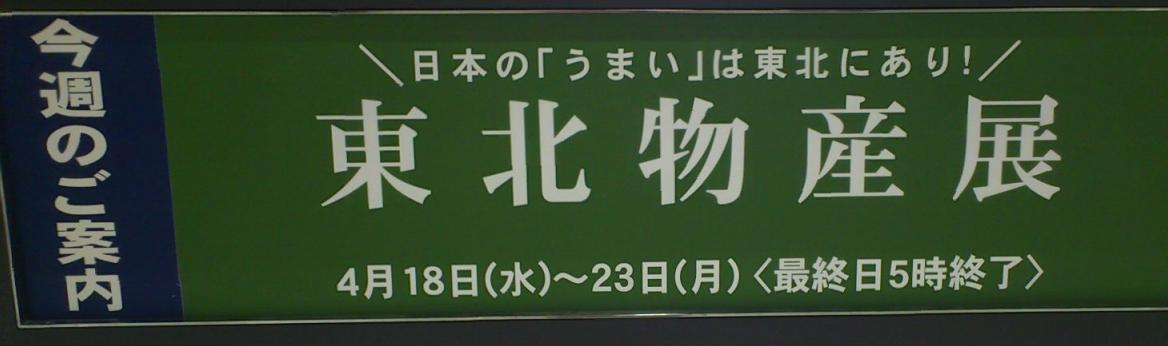 今週のご案内
＼日本の「うまい」は東北にあり!／
東北物産展
4月18日(水)～23日(月)〈最終日5時終了〉